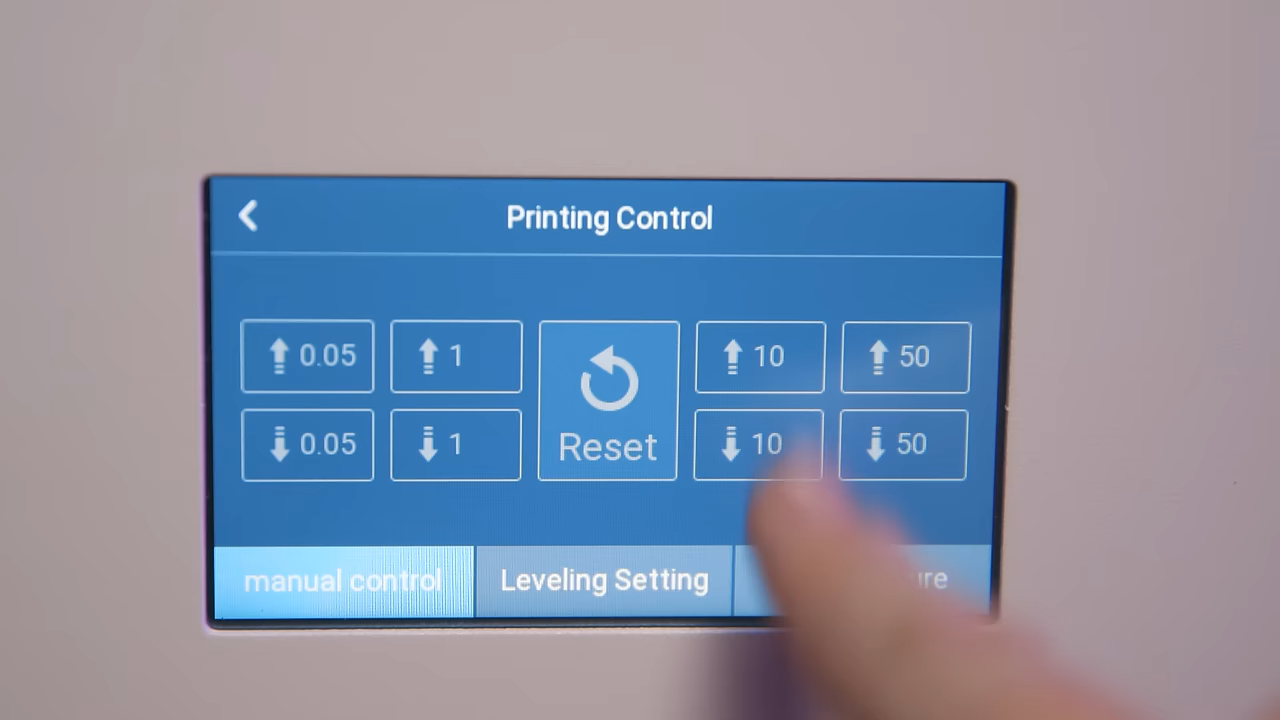 Printing Control
0.05
1
Reset
10
50
0.05
1
10
50
manual control
Leveling Setting